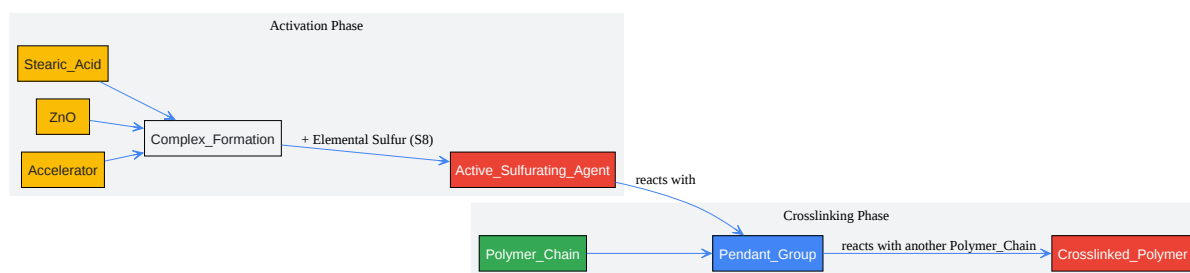 Activation Phase
Stearic_Acid
ZnO
Accelerator
Complex_Formation
+ Elemental Sulfur (S8)
Active_Sulfurating_Agent
reacts with
Crosslinking Phase
Polymer_Chain
Pendant_Group
reacts with another Polymer_Chain
Crosslinked_Polymer